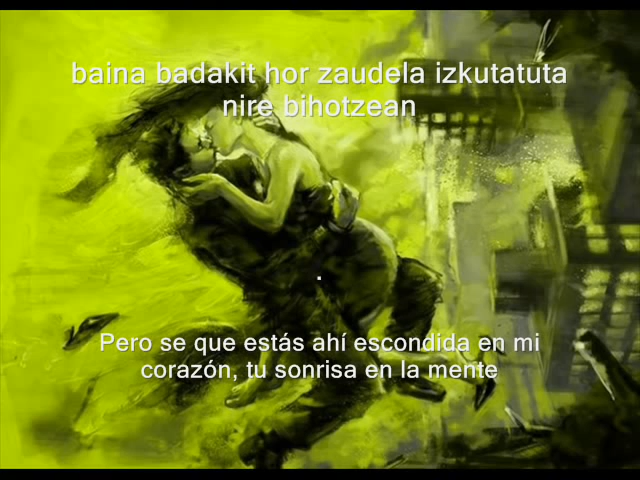 baina badakit hor zaudela izkutatuta
nire bihotzean
.
Pero se que estás ahí escondida en mi
corazón, tu sonrisa en la mente